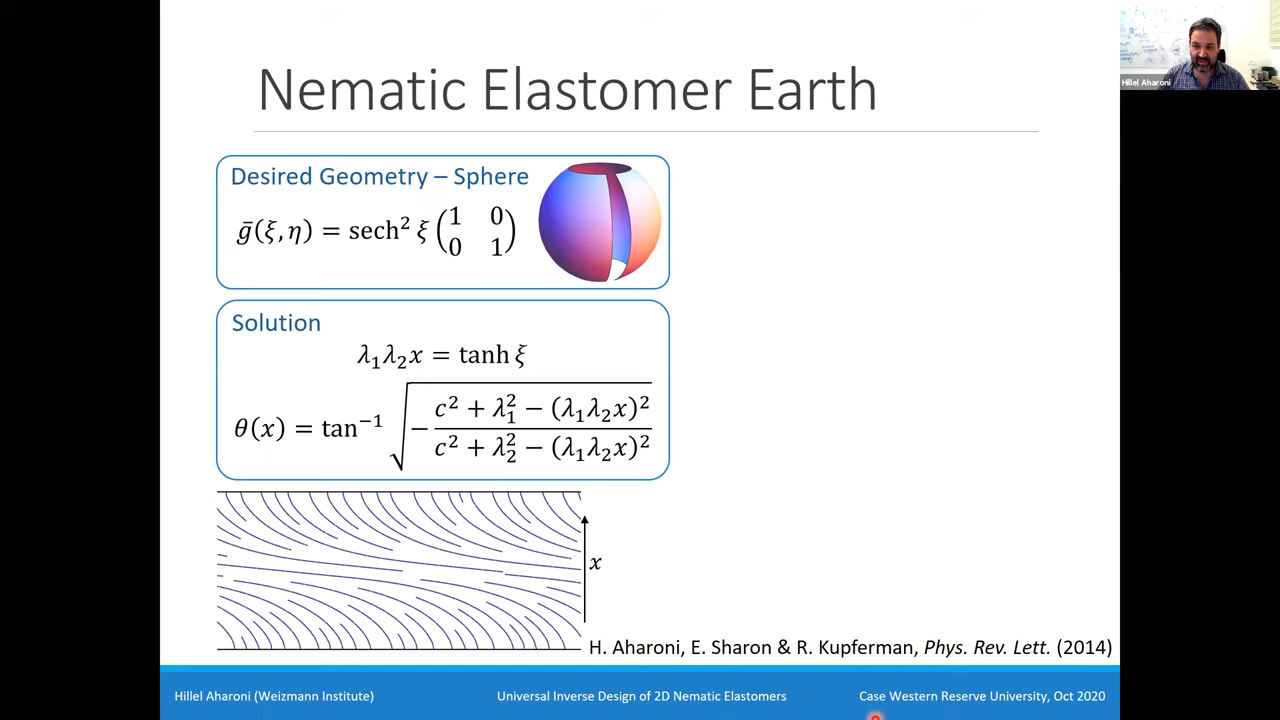 Nematic Elastomer Earth
Hillel Aharoni
Desired Geometry – Sphere
ḡ(ξ, η) = sech² ξ (1 0
0 1)
Solution
λ₁λ₂x = tanh ξ
θ(x) = tan⁻¹ √(−(c² + λ₁² − (λ₁λ₂x)²)/(c² + λ₂² − (λ₁λ₂x)²))
x
H. Aharoni, E. Sharon & R. Kupferman, Phys. Rev. Lett. (2014)
Hillel Aharoni (Weizmann Institute) Universal Inverse Design of 2D Nematic Elastomers Case Western Reserve University, Oct 2020